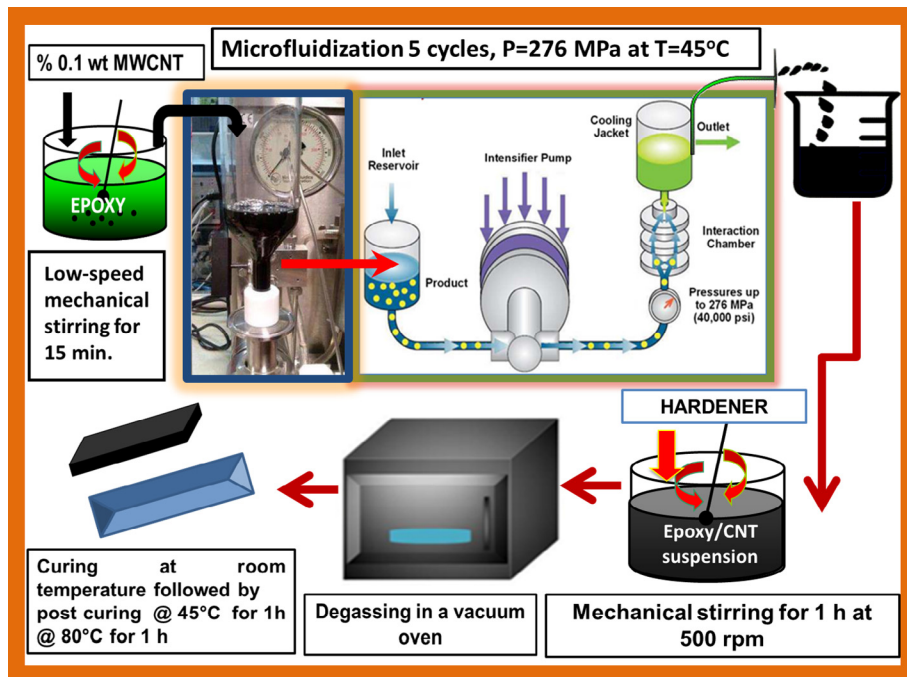 Microfluidization 5 cycles, P=276 MPa at T=45°C
% 0.1 wt MWCNT
EPOXY
Low-speed
mechanical
stirring for
15 min.
Inlet
Reservoir
Product
Intensifier Pump
Cooling
Jacket
Outlet
Interaction
Chamber
Pressures up
to 276 MPa
(40,000 psi)
HARDENER
Epoxy/CNT
suspension
Mechanical stirring for 1 h at
500 rpm
Degassing in a vacuum
oven
Curing at room
temperature followed by
post curing @ 45°C for 1h
@ 80°C for 1 h